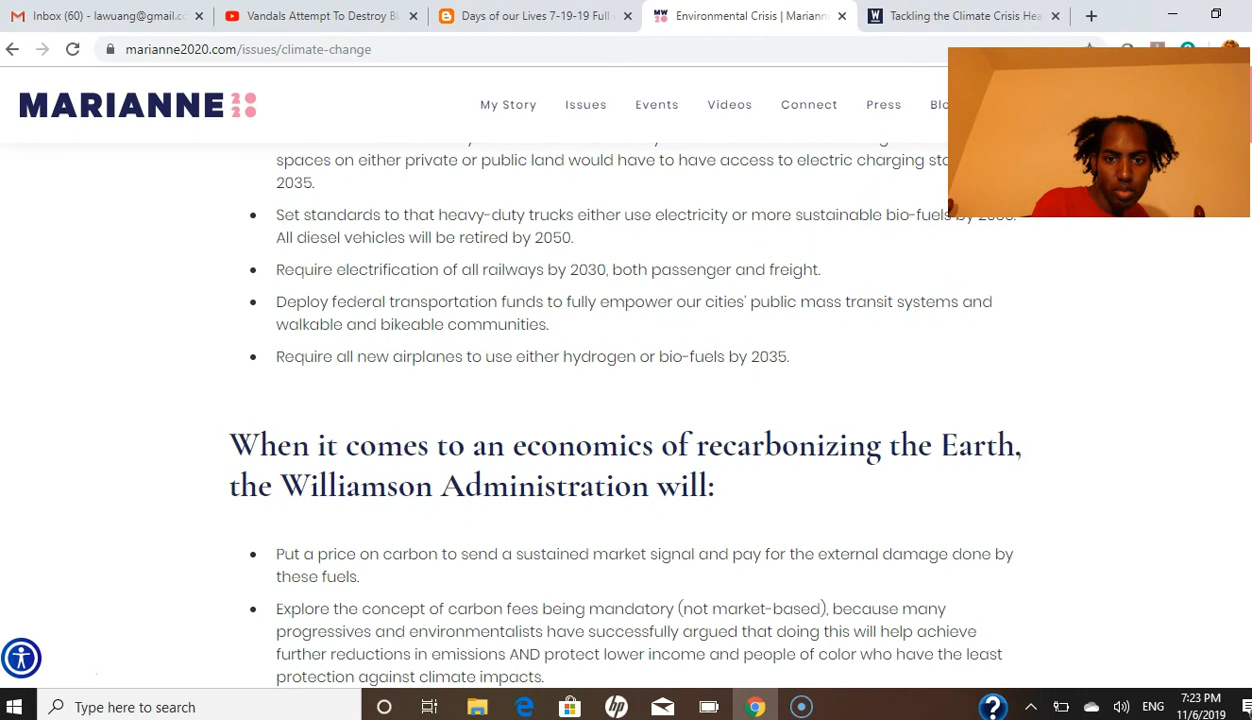 Inbox (60) - lawuang@gmail.c
Vandals Attempt To Destroy Bl
Days of our Lives 7-19-19 Full
Environmental Crisis | Mariann
Tackling the Climate Crisis Hea
marianne2020.com/issues/climate-change
MARIANNE 2020
My Story Issues Events Videos Connect Press Blo
spaces on either private or public land would have to have access to electric charging sta
2035.
Set standards to that heavy-duty trucks either use electricity or more sustainable bio-fuels by
All diesel vehicles will be retired by 2050.
Require electrification of all railways by 2030, both passenger and freight.
Deploy federal transportation funds to fully empower our cities' public mass transit systems and
walkable and bikeable communities.
Require all new airplanes to use either hydrogen or bio-fuels by 2035.
When it comes to an economics of recarbonizing the Earth,
the Williamson Administration will:
Put a price on carbon to send a sustained market signal and pay for the external damage done by
these fuels.
Explore the concept of carbon fees being mandatory (not market-based), because many
progressives and environmentalists have successfully argued that doing this will help achieve
further reductions in emissions AND protect lower income and people of color who have the least
protection against climate impacts.
Type here to search
ENG
7:23 PM
11/6/2019